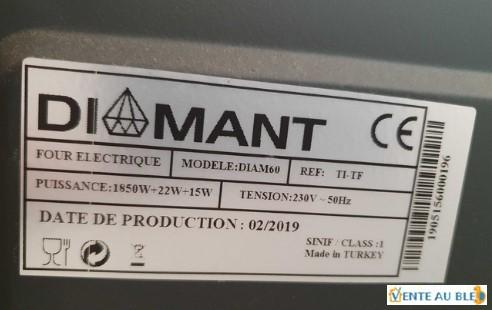 DIAMANT CE
FOUR ELECTRIQUE MODELE:DIAM60 REF: TI-TF
PUISSANCE:1850W+22W+15W TENSION:230V ~ 50Hz
DATE DE PRODUCTION : 02/2019
SINIF / CLASS :1
Made in TURKEY
1905156000196
VENTE AU BLED